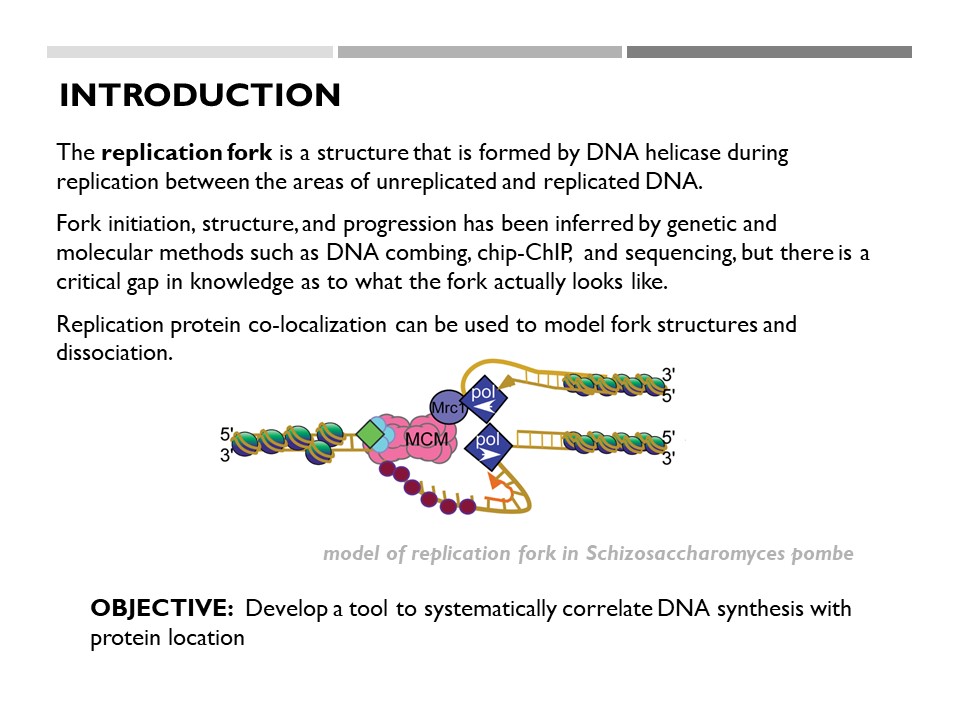 INTRODUCTION
The replication fork is a structure that is formed by DNA helicase during
replication between the areas of unreplicated and replicated DNA.
Fork initiation, structure, and progression has been inferred by genetic and
molecular methods such as DNA combing, chip-ChIP, and sequencing, but there is a
critical gap in knowledge as to what the fork actually looks like.
Replication protein co-localization can be used to model fork structures and
dissociation.
3'
5'
pol
Mrc1
5'
3'
MCM
pol
5'
3'
model of replication fork in Schizosaccharomyces pombe
OBJECTIVE: Develop a tool to systematically correlate DNA synthesis with
protein location